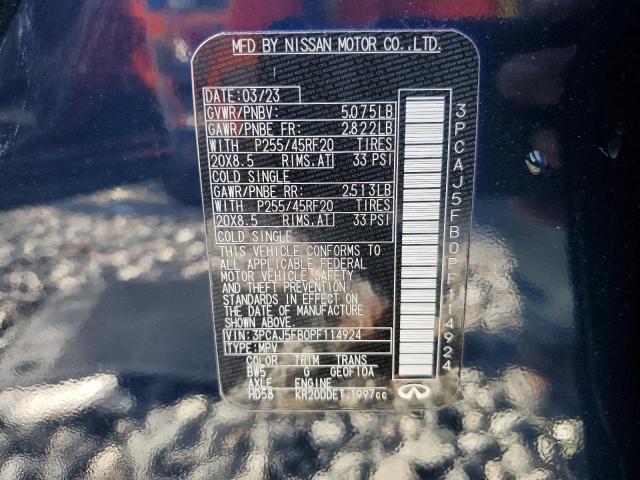 MFD BY NISSAN MOTOR CO.,LTD.
DATE:03/23
GVWR/PNBV: 5,075LB
GAWR/PNBE FR: 2822LB
WITH P255/45RF20 TIRES
20X8.5 RIMS.AT 33 PSI
COLD SINGLE
GAWR/PNBE RR: 2513LB
WITH P255/45RF20 TIRES
20X8.5 RIMS.AT 33 PSI
COLD SINGLE
THIS VEHICLE CONFORMS TO
ALL APPLICABLE FEDERAL
MOTOR VEHICLE SAFETY
AND THEFT PREVENTION
STANDARDS IN EFFECT ON
THE DATE OF MANUFACTURE
SHOWN ABOVE.
VIN: 3PCAJ5FB0PF114924
TYPE: MPV
COLOR TRIM TRANS
BW5 G GE0F10A
AXLE ENGINE
HD58 KR20DDET 1997cc
3PCAJ5FB0PF114924